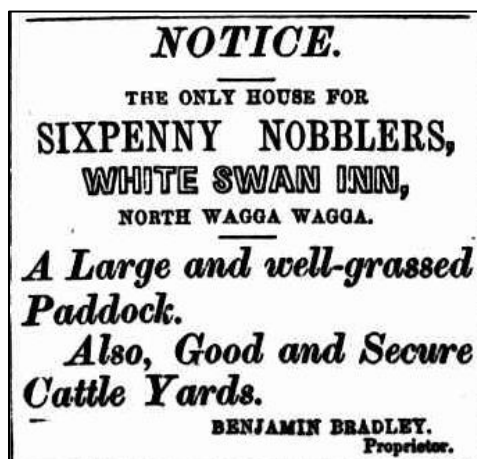 NOTICE.
THE ONLY HOUSE FOR
SIXPENNY NOBBLERS,
WHITE SWAN INN,
NORTH WAGGA WAGGA.
A Large and well-grassed
Paddock.
Also, Good and Secure
Cattle Yards.
BENJAMIN BRADLEY.
Proprietor.